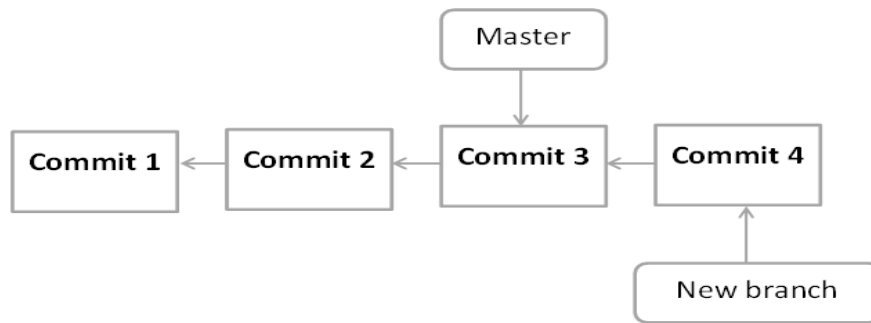 Master
Commit 1
Commit 2
Commit 3
Commit 4
New branch